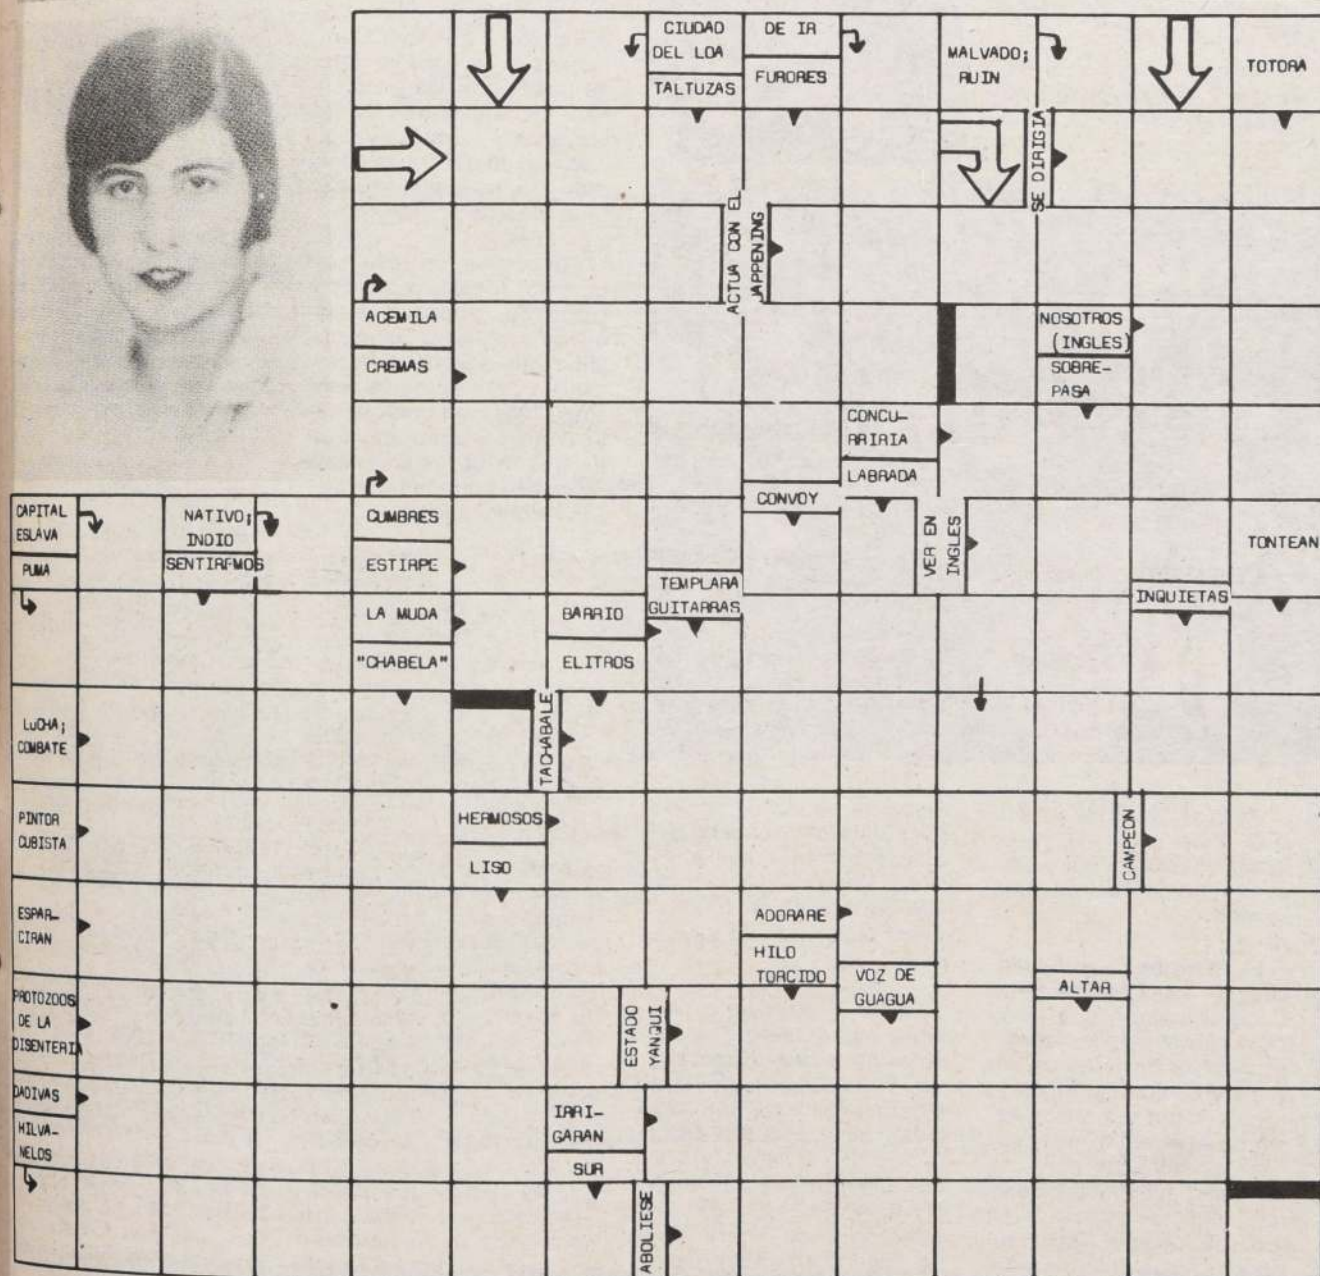 CIUDAD
DEL LOA
TALTUZAS
DE IR
FURORES
MALVADO;
RUIN
TOTORA
SE DIRIGIA
ACTUA CON EL
JAPPENING
ACEMILA
CREMAS
NOSOTROS
(INGLES)
SOBRE-
PASA
CONCU-
RRIRIA
LABRADA
CAPITAL
ESLAVA
PUMA
NATIVO;
INDIO
SENTIREMOS
CUMBRES
ESTIRPE
CONVOY
VER EN
INGLES
TONTEAN
LA MUDA
"CHABELA"
BARRIO
ELITROS
TEMPLARA
GUITARRAS
INQUIETAS
LUCHA;
COMBATE
TACHABALE
PINTOR
CUBISTA
HERMOSOS
LISO
CAMPEON
ESPAR-
CIRAN
ADORARE
HILO
TORCIDO
VOZ DE
GUAGUA
ALTAR
PROTOZOOS
DE LA
DISENTERIA
ESTADO
YANQUI
DADIVAS
HILVA-
NELOS
IRRI-
GARAN
SUR
ABOLIESE